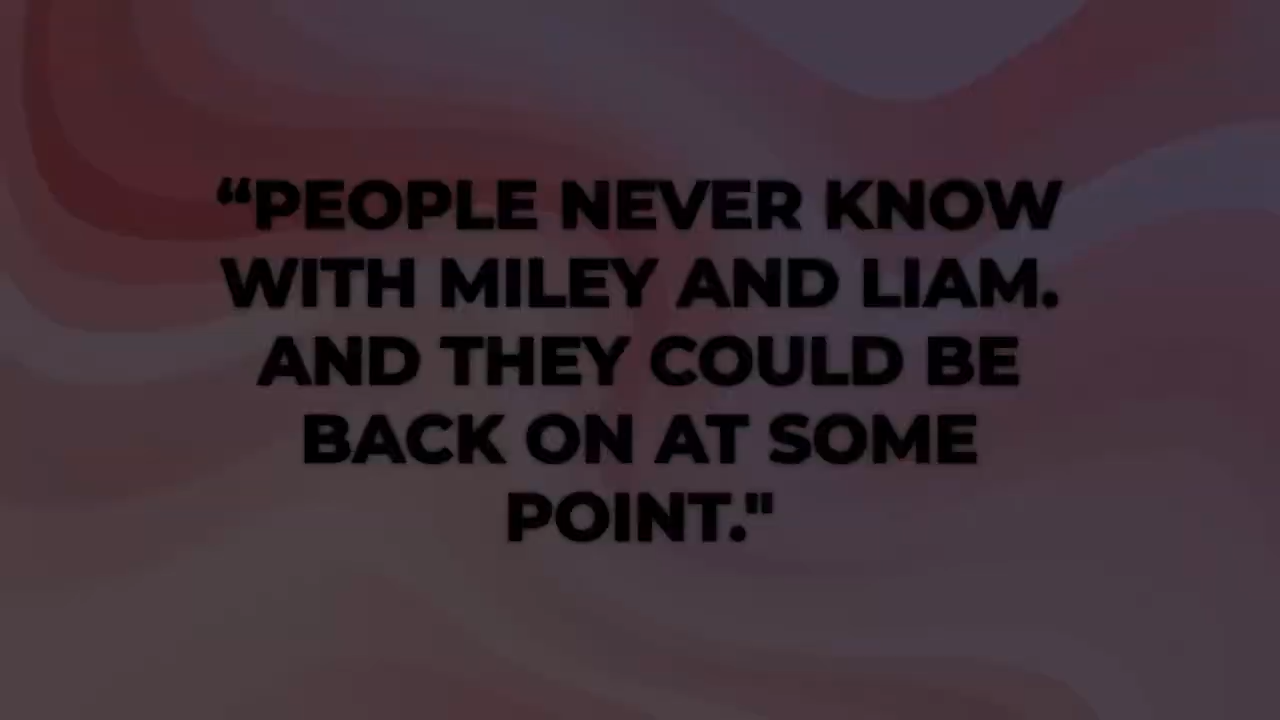 “PEOPLE NEVER KNOW
WITH MILEY AND LIAM.
AND THEY COULD BE
BACK ON AT SOME
POINT."